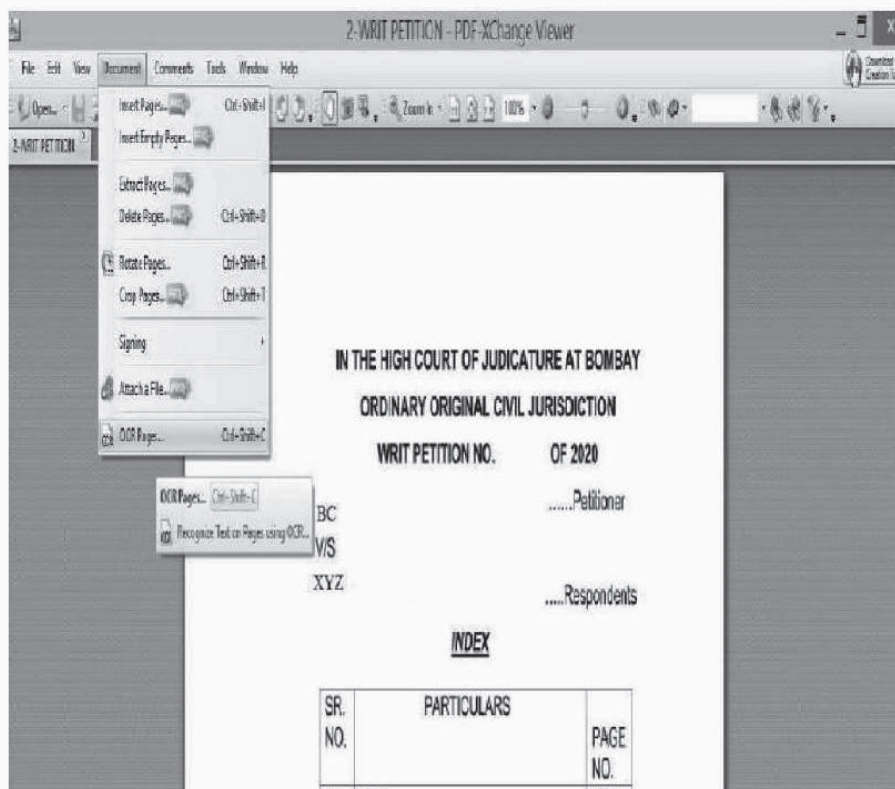 2-WRIT PETITION - PDF-XChange Viewer
File Edit View Document Comments Tools Window Help
Download
Open... Zoom In 100%
2-WRIT PETITION
Insert Pages... Ctrl+Shift+I
Insert Empty Pages...
Extract Pages...
Delete Pages... Ctrl+Shift+D
Rotate Pages... Ctrl+Shift+R
Crop Pages... Ctrl+Shift+T
Signing
Attach a File...
OCR Pages... Ctrl+Shift+C
OCR Pages... Ctrl+Shift+C
Recognize Text on Pages using OCR...
IN THE HIGH COURT OF JUDICATURE AT BOMBAY
ORDINARY ORIGINAL CIVIL JURISDICTION
WRIT PETITION NO. OF 2020
BC ......Petitioner
V/S
XYZ
.....Respondents
INDEX
SR. NO. PARTICULARS PAGE NO.